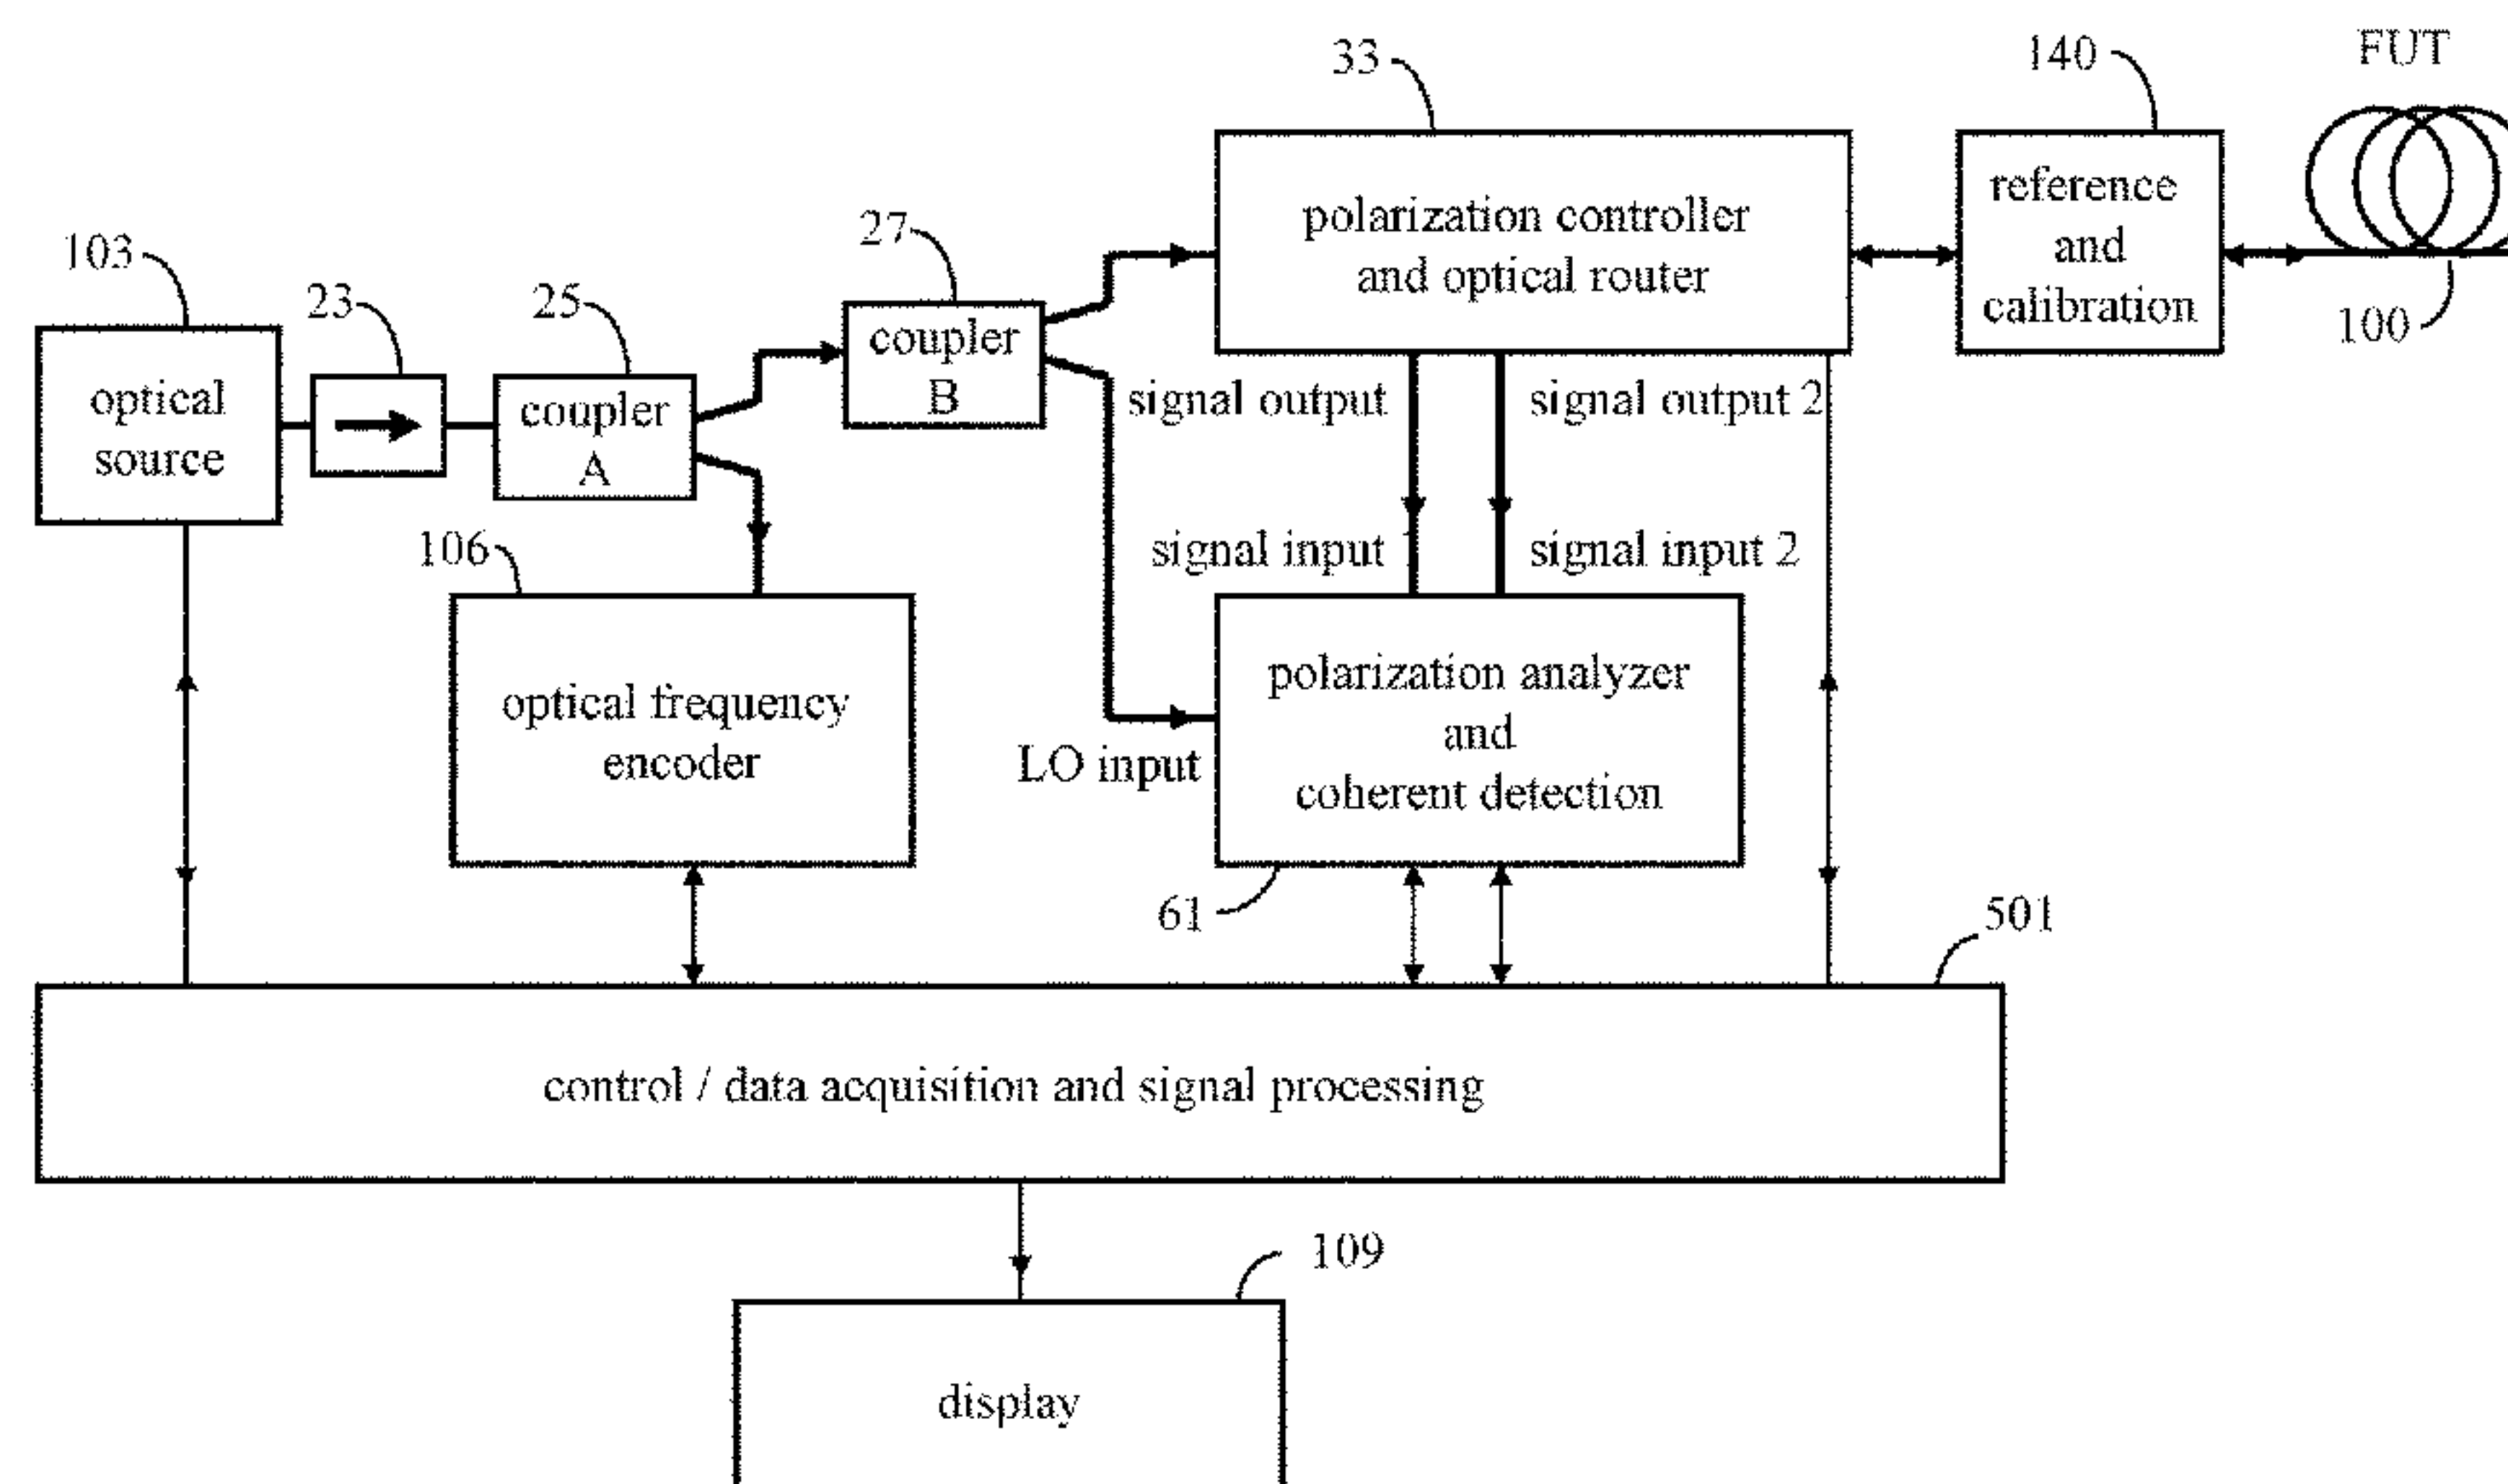 33
140
FUT
103
23
25
27
polarization controller
and optical router
reference
and
calibration
100
optical
source
coupler
A
coupler
B
signal output
signal output 2
106
signal input
signal input 2
optical frequency
encoder
LO input
polarization analyzer
and
coherent detection
61
501
control / data acquisition and signal processing
109
display